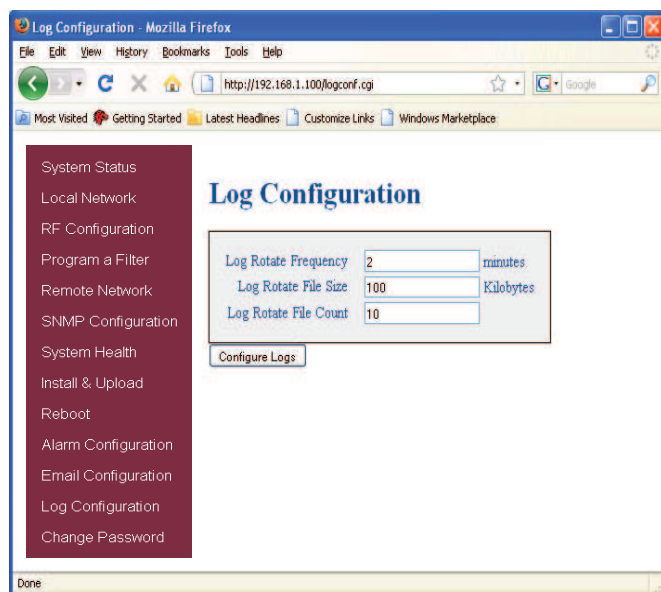 Log Configuration - Mozilla Firefox
File Edit View History Bookmarks Tools Help
http://192.168.1.100/logconf.cgi
G Google
Most Visited Getting Started Latest Headlines Customize Links Windows Marketplace
System Status
Local Network
RF Configuration
Program a Filter
Remote Network
SNMP Configuration
System Health
Install & Upload
Reboot
Alarm Configuration
Email Configuration
Log Configuration
Change Password
Log Configuration
Log Rotate Frequency 2 minutes
Log Rotate File Size 100 Kilobytes
Log Rotate File Count 10
Configure Logs
Done